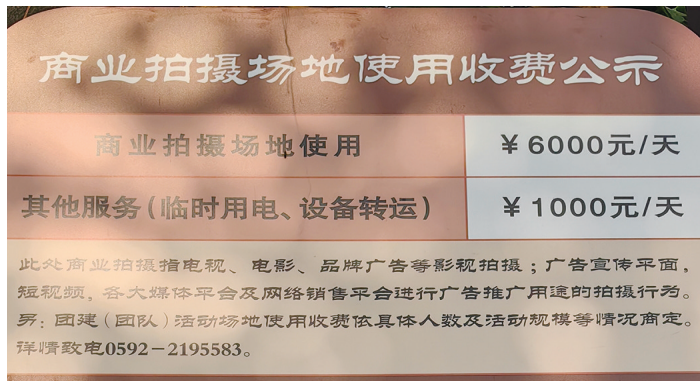 商业拍摄场地使用收费公示
商业拍摄场地使用
￥6000元/天
其他服务(临时用电、设备转运)
￥1000元/天
此处商业拍摄指电视、电影、品牌广告等影视拍摄；广告宣传平面，
短视频，各大媒体平台及网络销售平台进行广告推广用途的拍摄行为。
另：团建（团队）活动场地使用收费依具体人数及活动规模等情况商定。
详情致电0592－2195583。